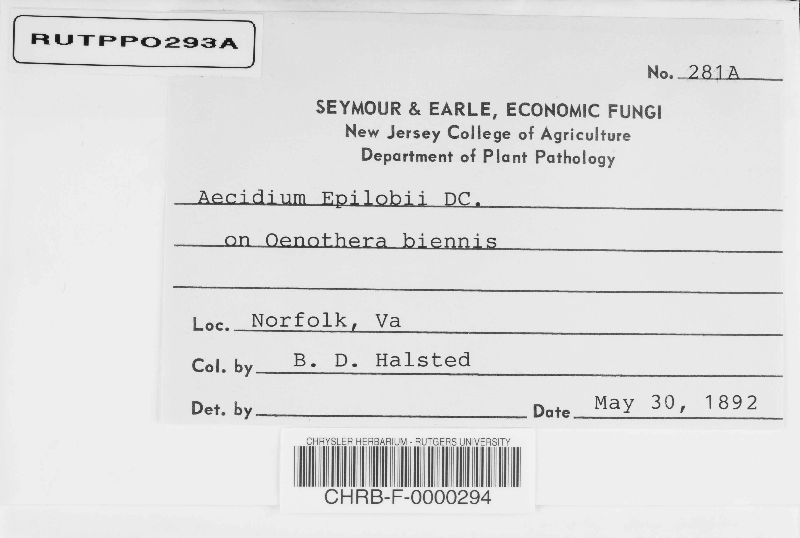 RUTPP0293A
No. 281A
SEYMOUR & EARLE, ECONOMIC FUNGI
New Jersey College of Agriculture
Department of Plant Pathology
Aecidium Epilobii DC.
on Oenothera biennis
Loc. Norfolk, Va
Col. by B. D. Halsted
Det. by
Date May 30, 1892
CHRYSLER HERBARIUM - RUTGERS UNIVERSITY
CHRB-F-0000294